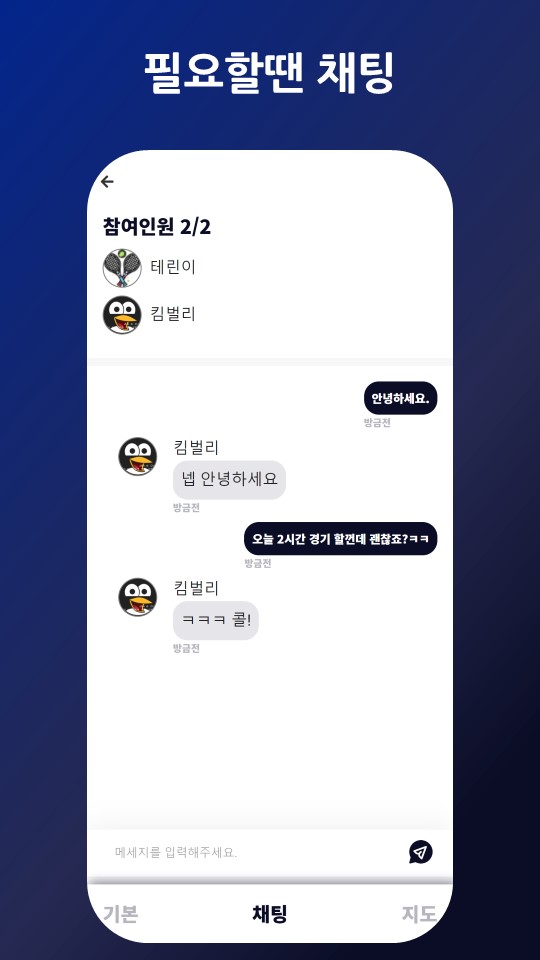 필요할땐 채팅
참여인원 2/2
테린이
킴벌리
안녕하세요.
방금전
킴벌리
넵 안녕하세요
방금전
오늘 2시간 경기 할껀데 괜찮죠?ㅋㅋ
방금전
킴벌리
ㅋㅋㅋ 콜!
방금전
메세지를 입력해주세요.
기본 채팅 지도